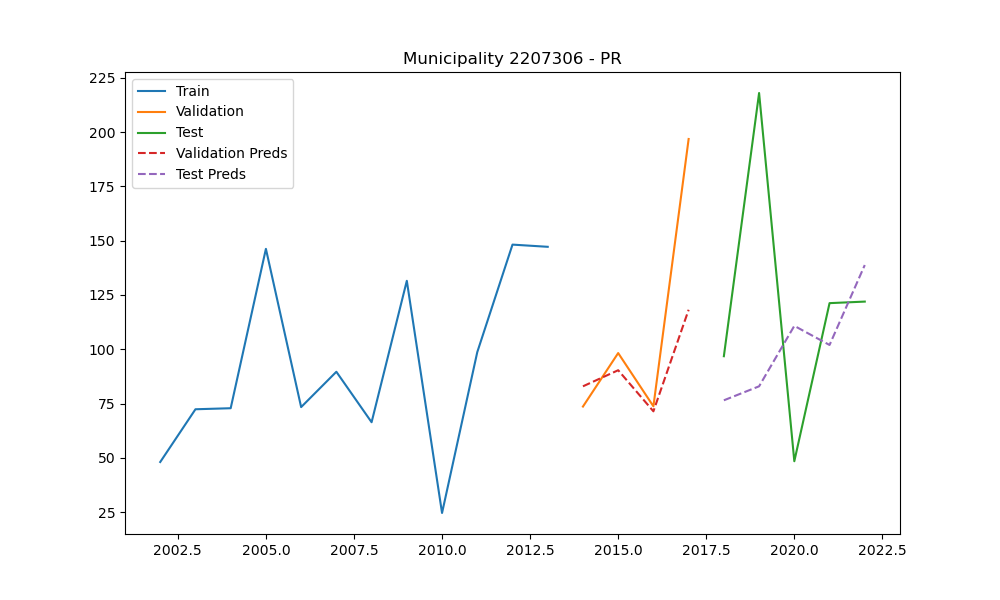 Municipality 2207306 - PR
225
200
175
150
125
100
75
50
25
Train
Validation
Test
Validation Preds
Test Preds
2002.5 2005.0 2007.5 2010.0 2012.5 2015.0 2017.5 2020.0 2022.5